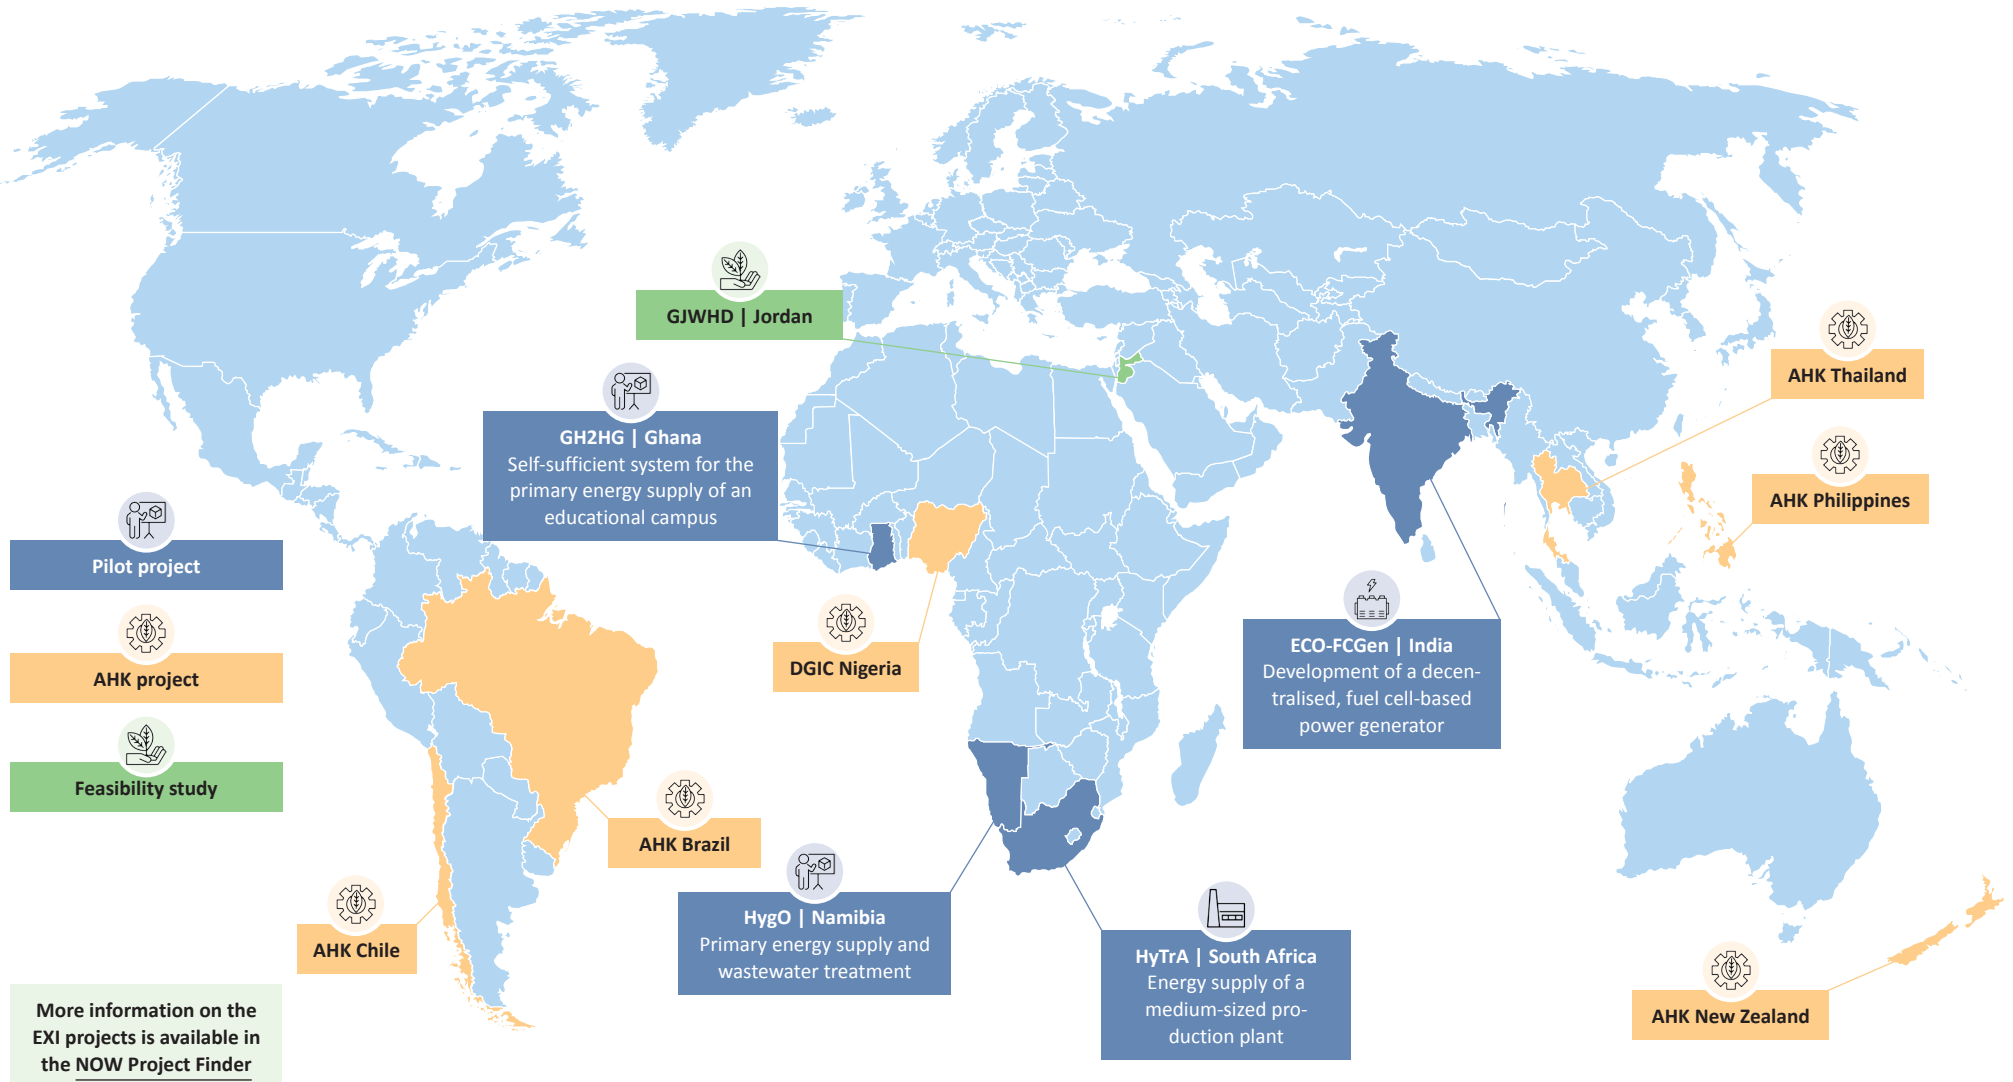 GJWHD | Jordan
AHK Thailand
GH2HG | Ghana
Self-sufficient system for the
primary energy supply of an
educational campus
AHK Philippines
Pilot project
AHK project
Feasibility study
DGIC Nigeria
ECO-FCGen | India
Development of a decen-
tralised, fuel cell-based
power generator
AHK Brazil
AHK Chile
HygO | Namibia
Primary energy supply and
wastewater treatment
HyTrA | South Africa
Energy supply of a
medium-sized pro-
duction plant
AHK New Zealand
More information on the
EXI projects is available in
the NOW Project Finder